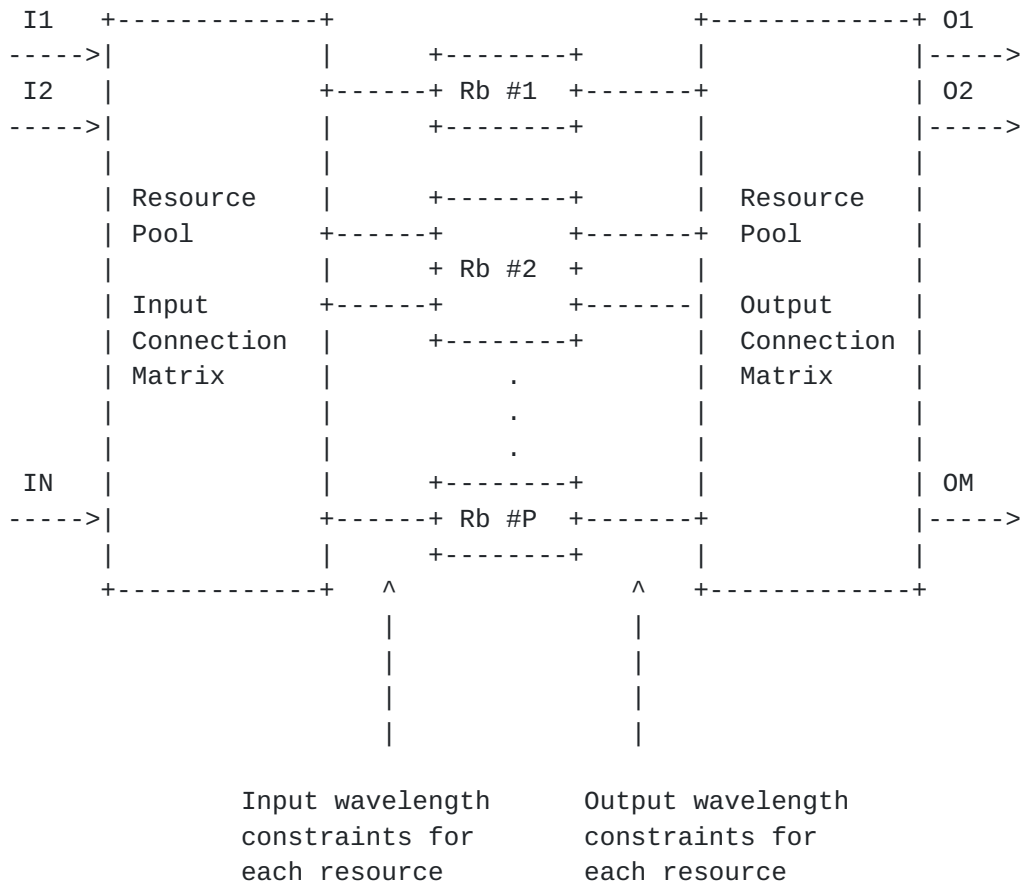 I1    +-------------+                       +-------------+ O1
----->|             |      +--------+       |             |----->
 I2   |             +------+ Rb #1  +-------+             | O2
----->|             |      +--------+       |             |----->
      |             |                       |             |
      | Resource    |      +--------+       |  Resource   |
      | Pool        +------+        +-------+  Pool       |
      |             |      + Rb #2  +       |             |
      | Input       +------+        +-------|  Output     |
      | Connection  |      +--------+       |  Connection |
      | Matrix      |           .           |  Matrix     |
      |             |           .           |             |
      |             |           .           |             |
 IN   |             |      +--------+       |             | OM
----->|             +------+ Rb #P  +-------+             |----->
      |             |      +--------+       |             |
      +-------------+   ^               ^   +-------------+
                        |               |
                        |               |
                        |               |
                        |               |
               Input wavelength      Output wavelength
               constraints for       constraints for
               each resource         each resource